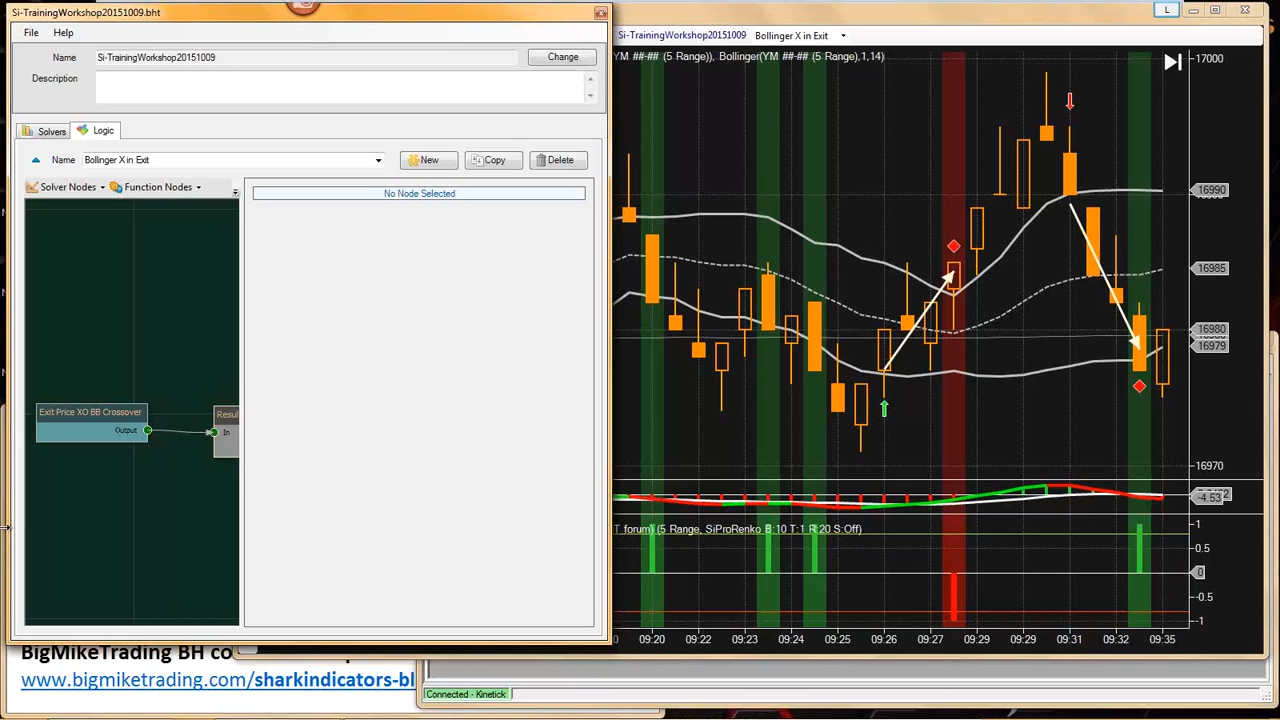 Si-TrainingWorkshop20151009.bht
File Help
Name Si-TrainingWorkshop20151009 Change
Description
Solvers Logic
Name Bollinger X in Exit New Copy Delete
Solver Nodes Function Nodes
No Node Selected
Exit Price XO BB Crossover
Output
In
L
Si-TrainingWorkshop20151009 Bollinger X in Exit
YM ##-## (5 Range)), Bollinger(YM ##-## (5 Range),1,14)
17000
16990
16985
16980
16979
16970
-4.53
forum) (5 Range, SiProRenko B:10 T:1 R:20 S:Off)
1
0.5
0
-0.5
-1
09:20 09:22 09:23 09:24 09:25 09:26 09:27 09:29 09:29 09:31 09:32 09:35
BigMikeTrading BH co
www.bigmiketrading.com/sharkindicators-bl
Connected - Kinetick